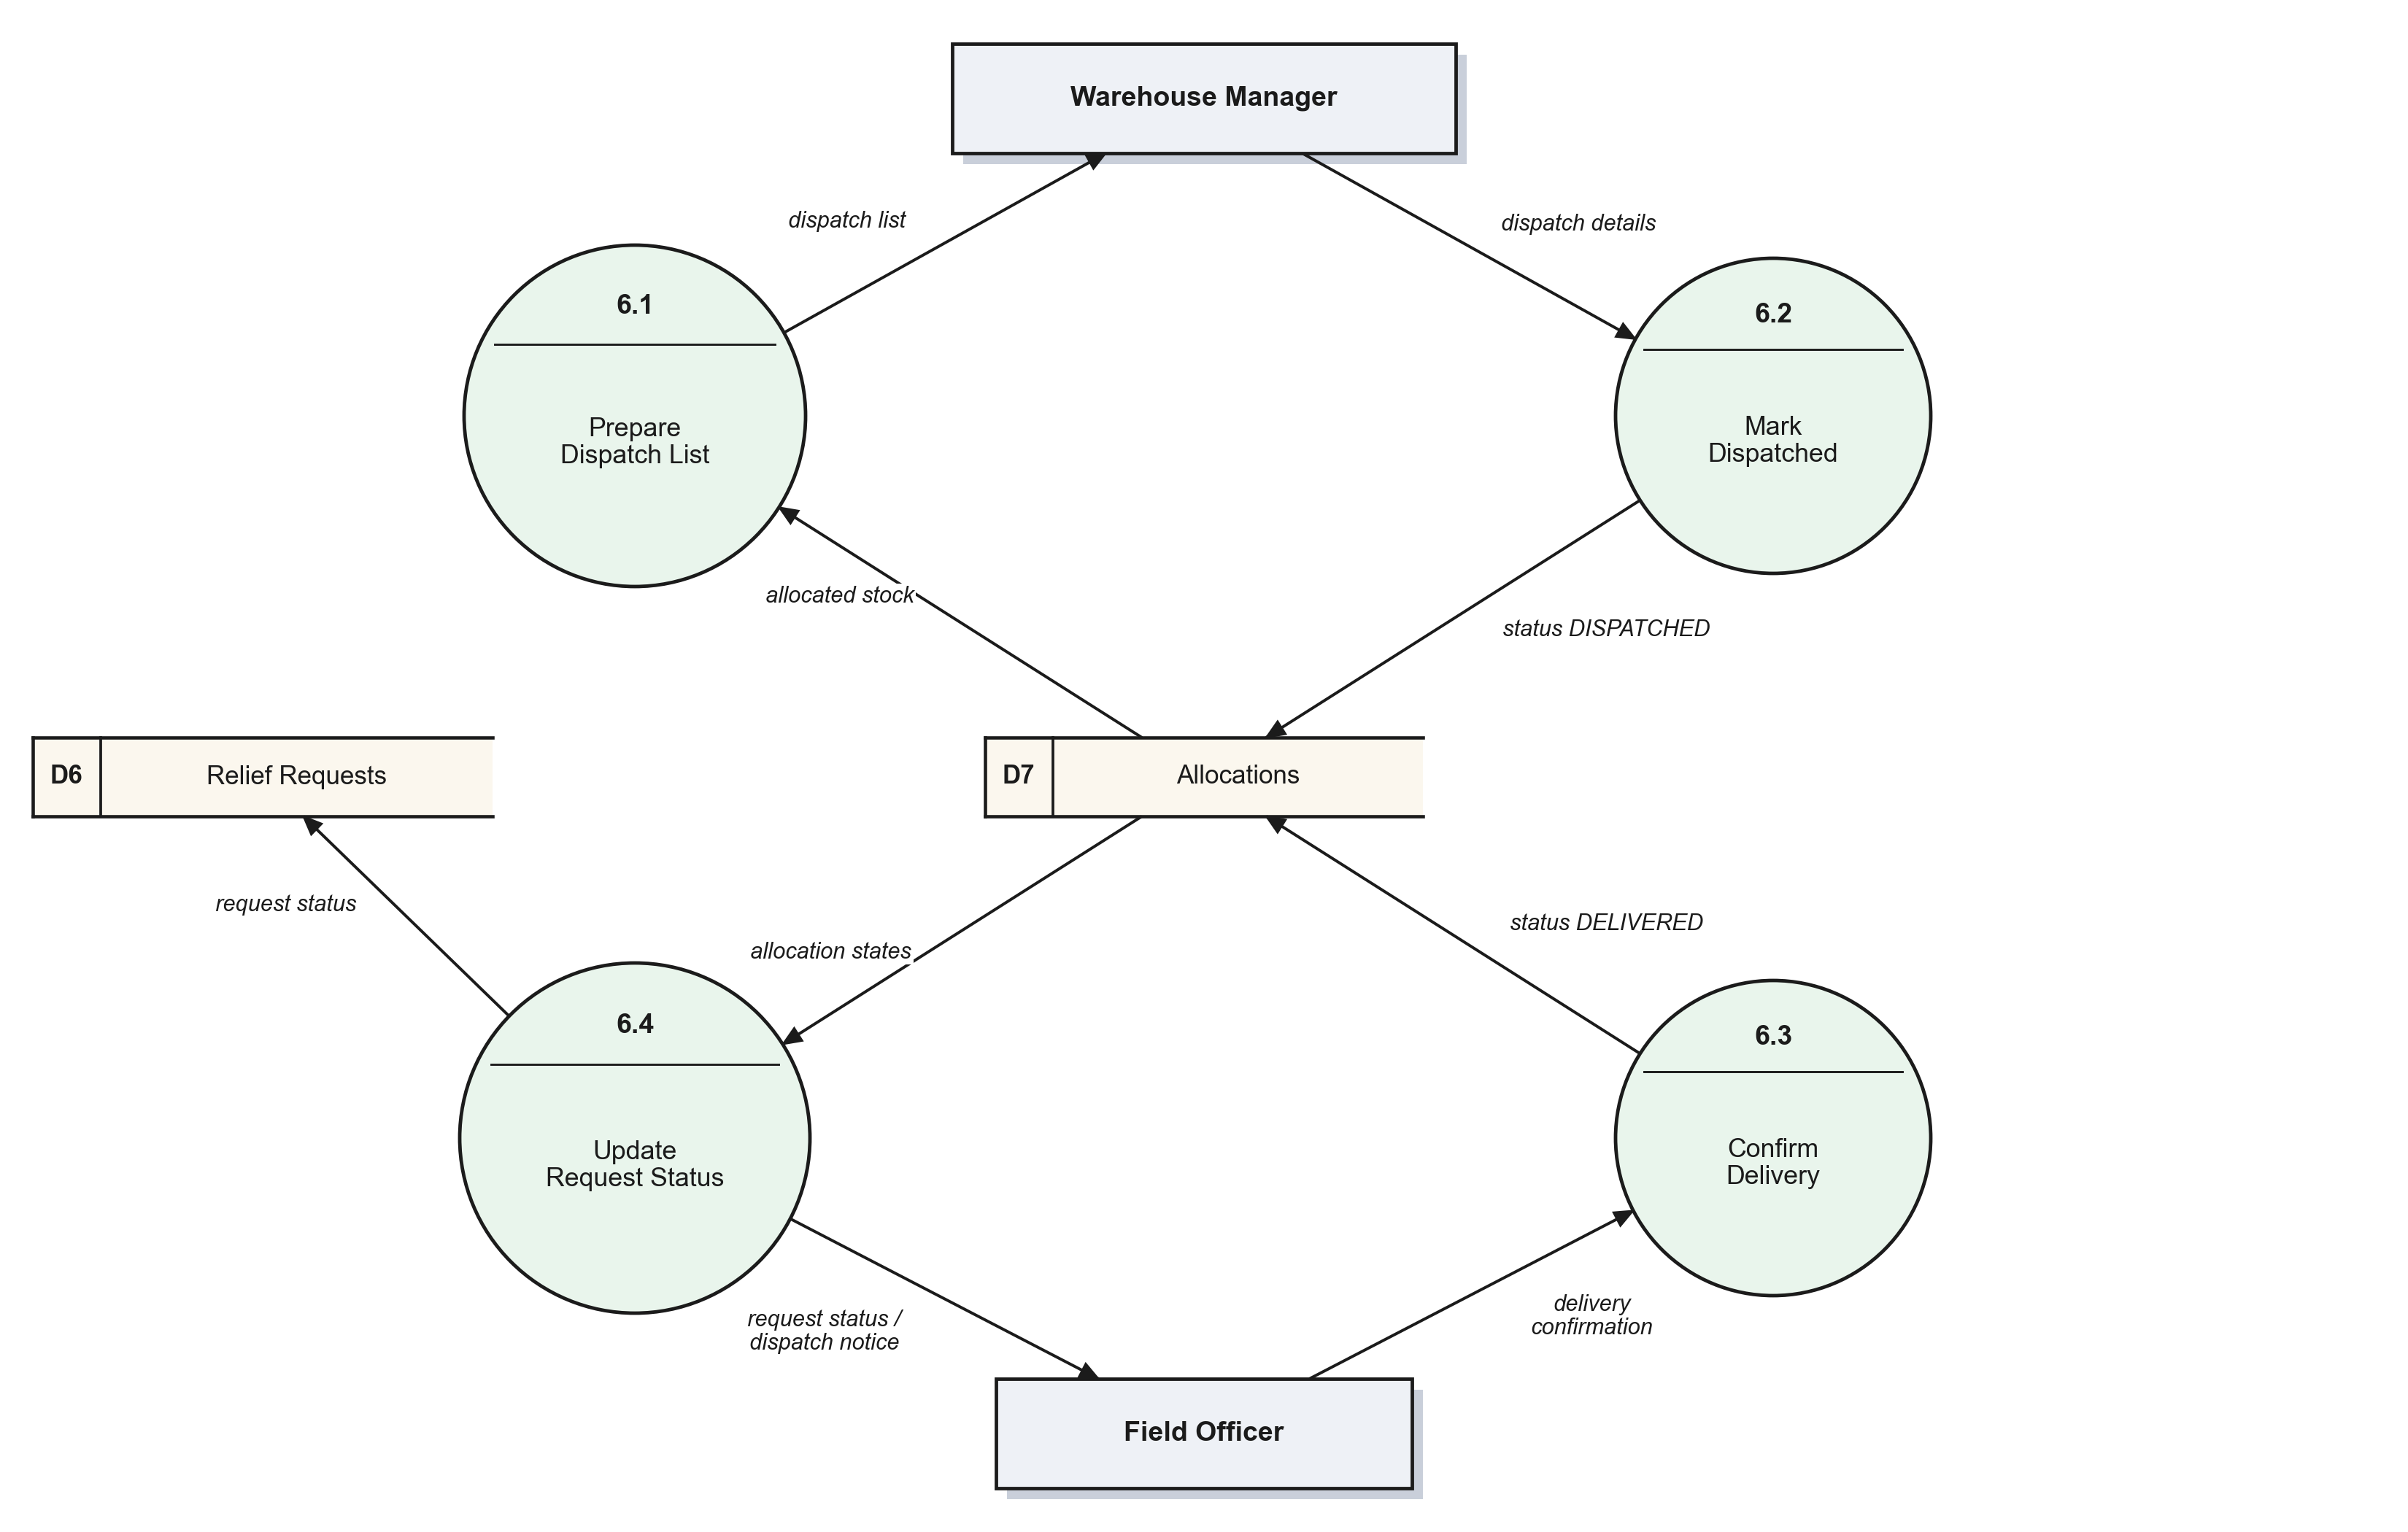 Warehouse Manager
dispatch list
dispatch details
6.1
Prepare
Dispatch List
6.2
Mark
Dispatched
allocated stock
status DISPATCHED
D6
Relief Requests
D7
Allocations
request status
allocation states
status DELIVERED
6.4
Update
Request Status
6.3
Confirm
Delivery
request status /
dispatch notice
delivery
confirmation
Field Officer